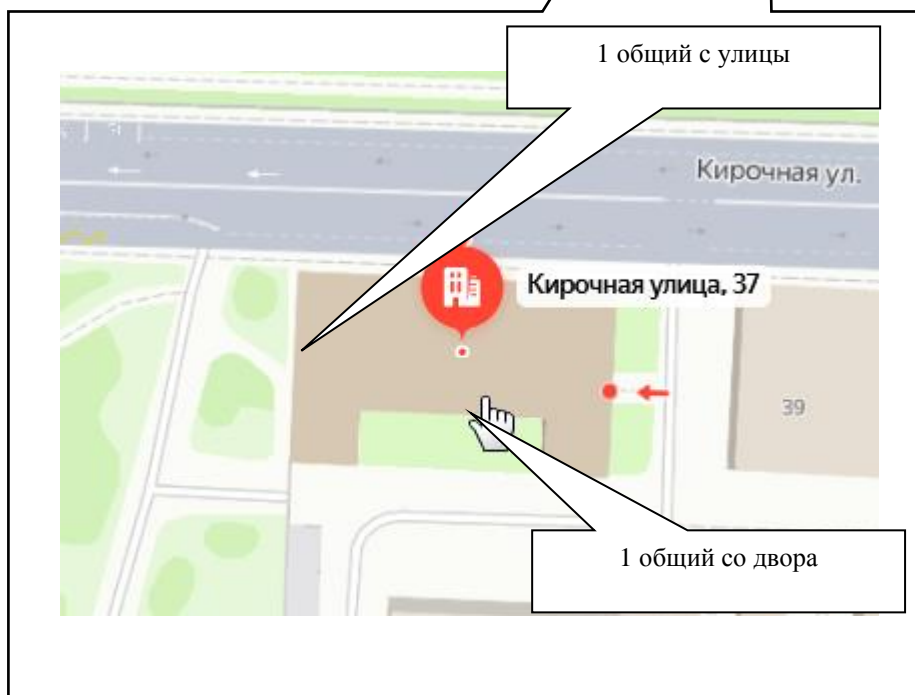 1 общий с улицы
Кирочная ул.
Кирочная улица, 37
39
1 общий со двора